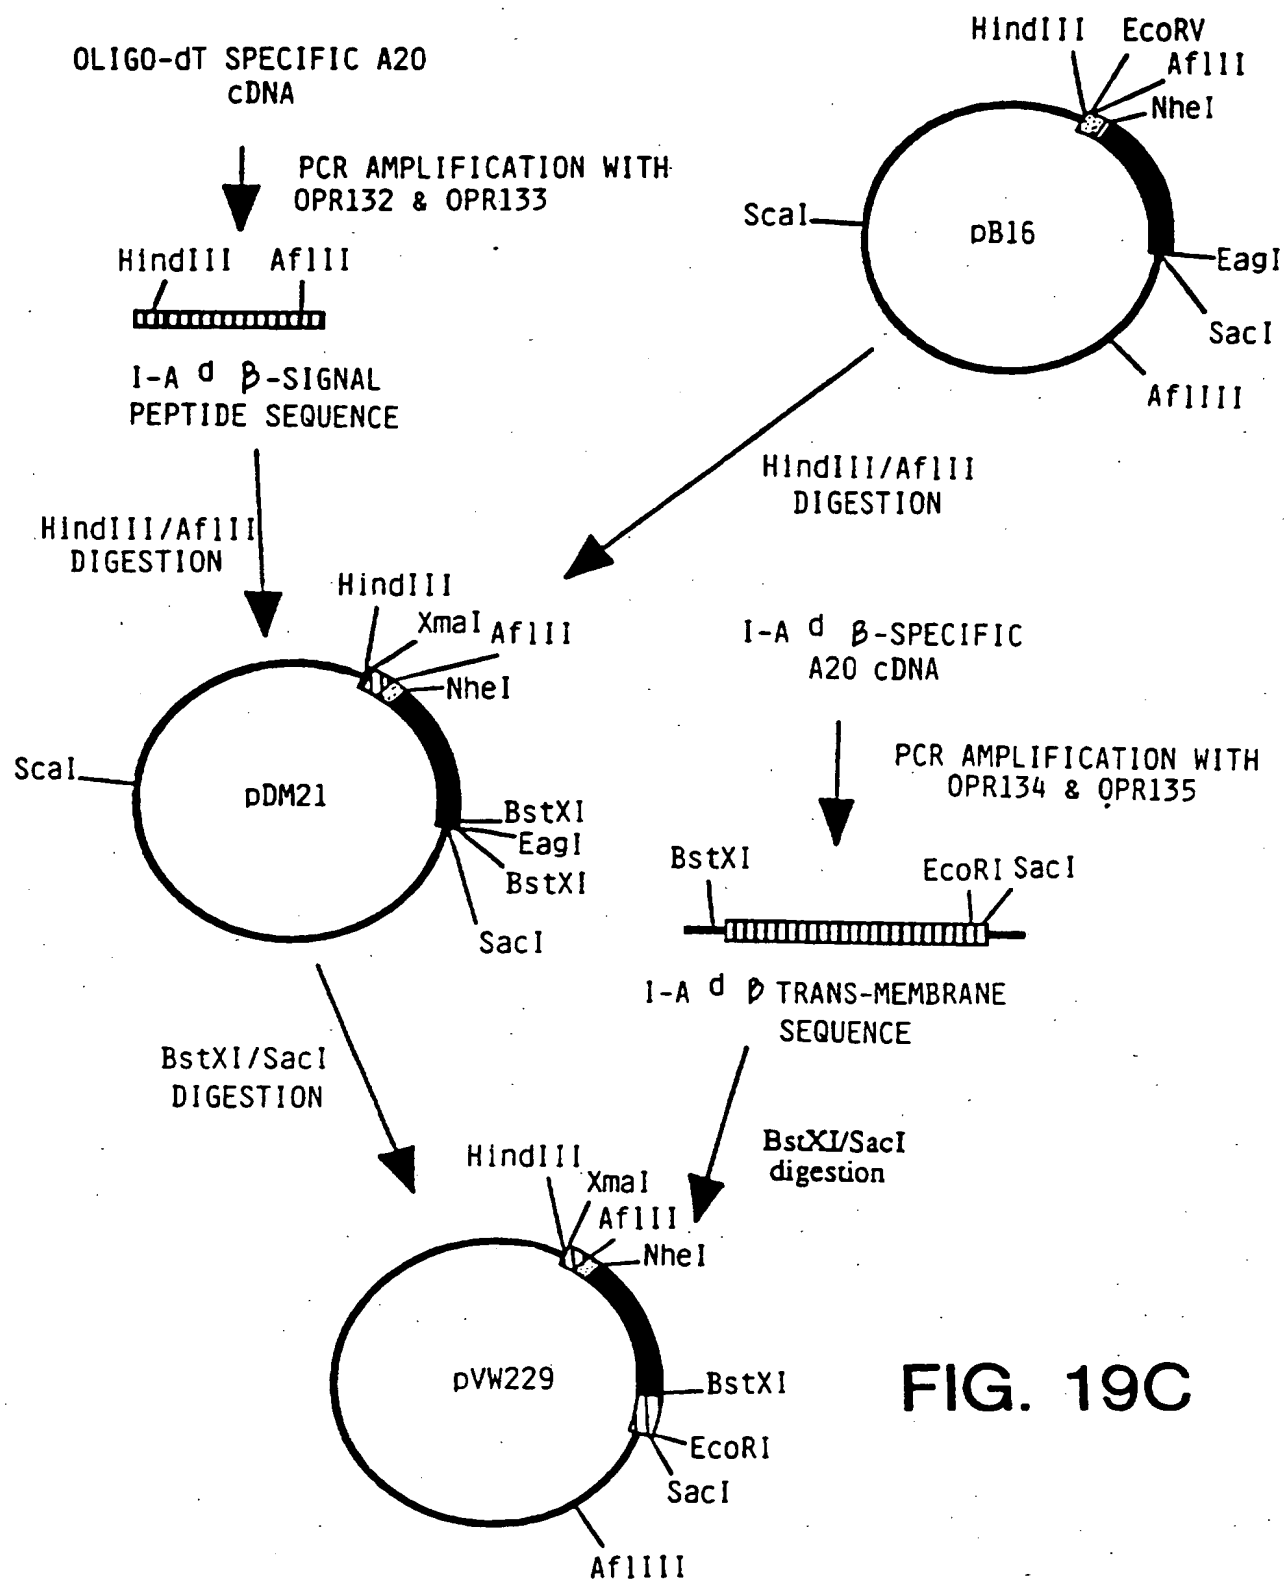 OLIGO-dT SPECIFIC A20
cDNA
PCR AMPLIFICATION WITH
OPR132 & OPR133
HindIII AflII
I-A d β-SIGNAL
PEPTIDE SEQUENCE
HindIII/AflII
DIGESTION
HindIII EcoRV
AflII
NheI
ScaI
pB16
EagI
SacI
AflIII
HindIII/AflII
DIGESTION
HindIII
XmaI AflII
NheI
ScaI
pDM21
BstXI
EagI
BstXI
SacI
I-A d β-SPECIFIC
A20 cDNA
PCR AMPLIFICATION WITH
OPR134 & OPR135
BstXI
EcoRI SacI
I-A d β TRANS-MEMBRANE
SEQUENCE
BstXI/SacI
DIGESTION
BstXI/SacI
digestion
HindIII
XmaI
AflII
NheI
pVW229
BstXI
EcoRI
SacI
AflIII
FIG. 19C